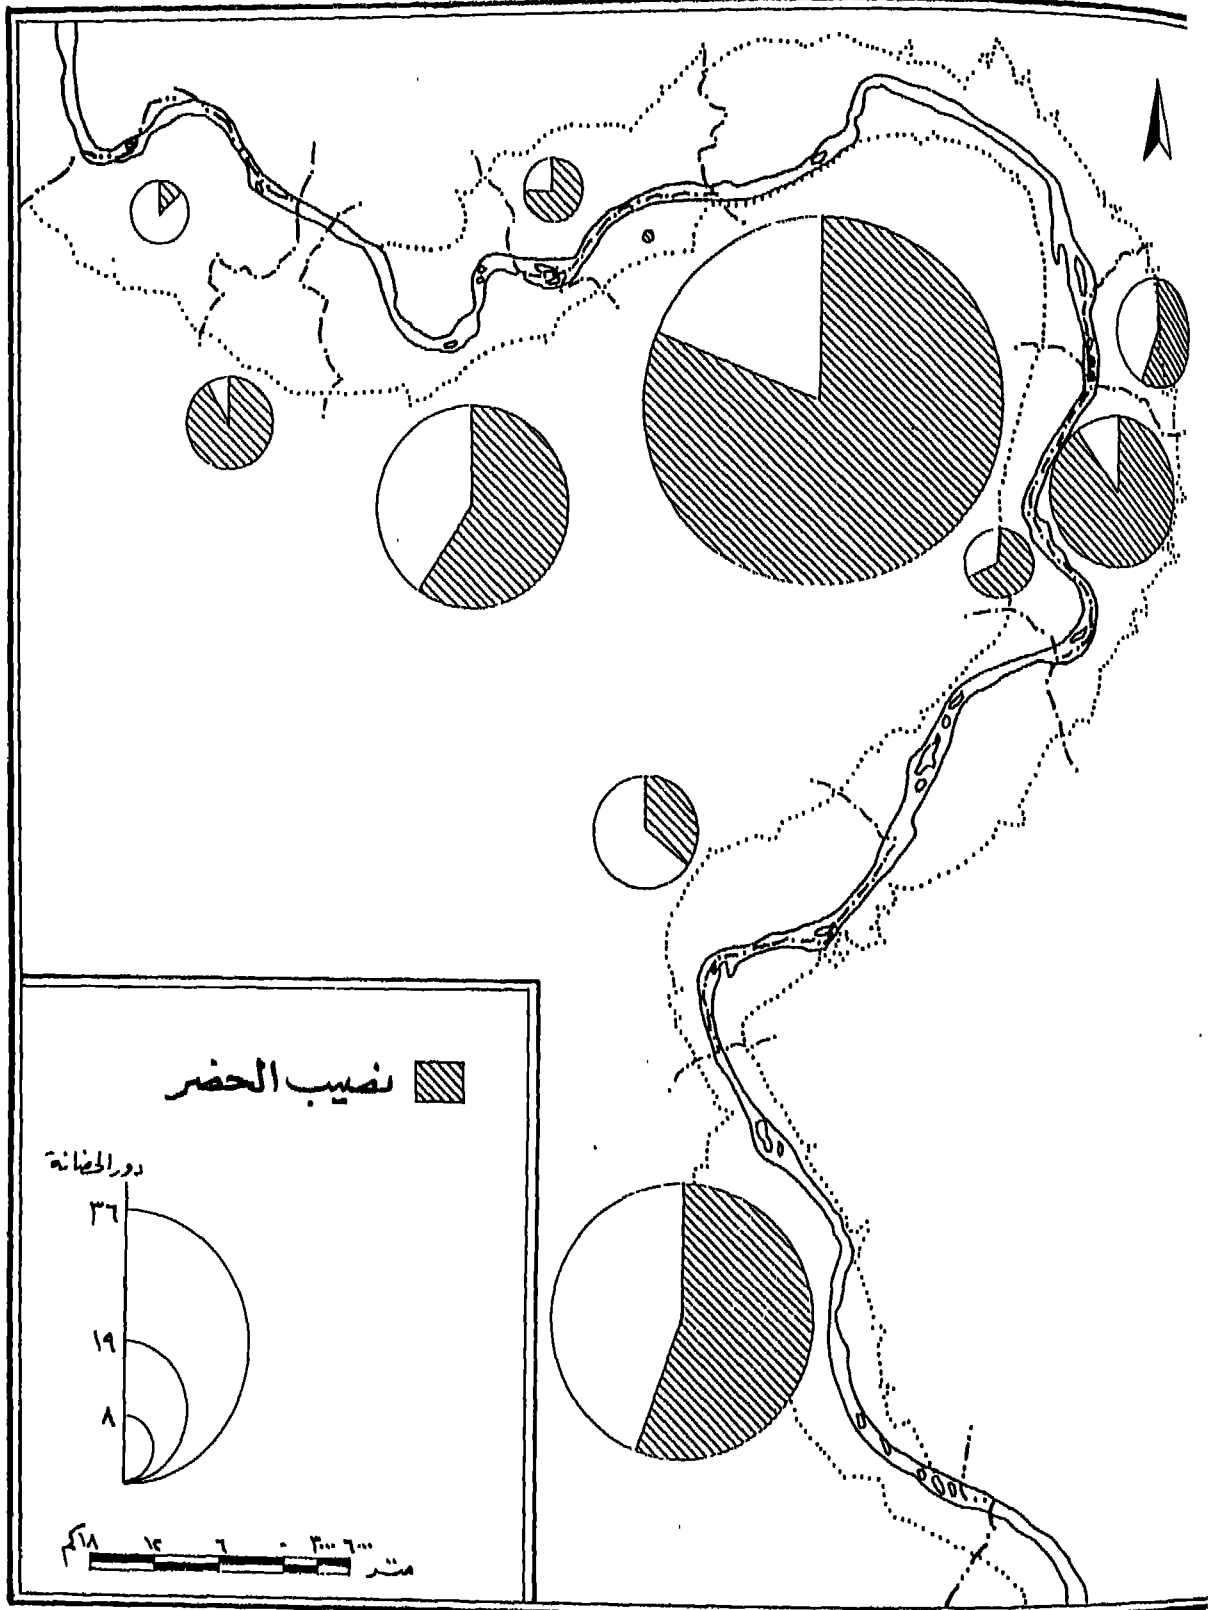 نصيب الحضر
دور الحضانة
٣٦
١٩
٨
١٨كم ١٢ ٦ ٠ ٣٠٠٠ ٦٠٠٠
متر